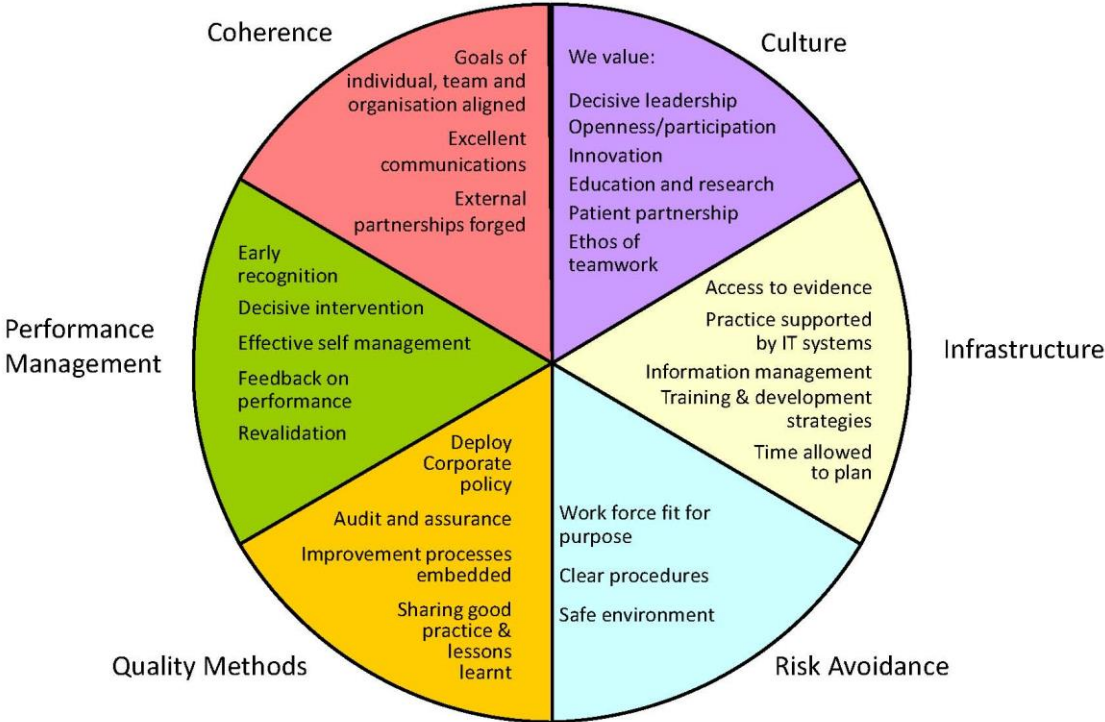 Coherence
Goals of
individual, team and
organisation aligned
Excellent
communications
External
partnerships forged
Culture
We value:
Decisive leadership
Openness/participation
Innovation
Education and research
Patient partnership
Ethos of
teamwork
Performance
Management
Early
recognition
Decisive intervention
Effective self management
Feedback on
performance
Revalidation
Infrastructure
Access to evidence
Practice supported
by IT systems
Information management
Training & development
strategies
Time allowed
to plan
Quality Methods
Deploy
Corporate
policy
Audit and assurance
Improvement processes
embedded
Sharing good
practice &
lessons
learnt
Risk Avoidance
Work force fit for
purpose
Clear procedures
Safe environment